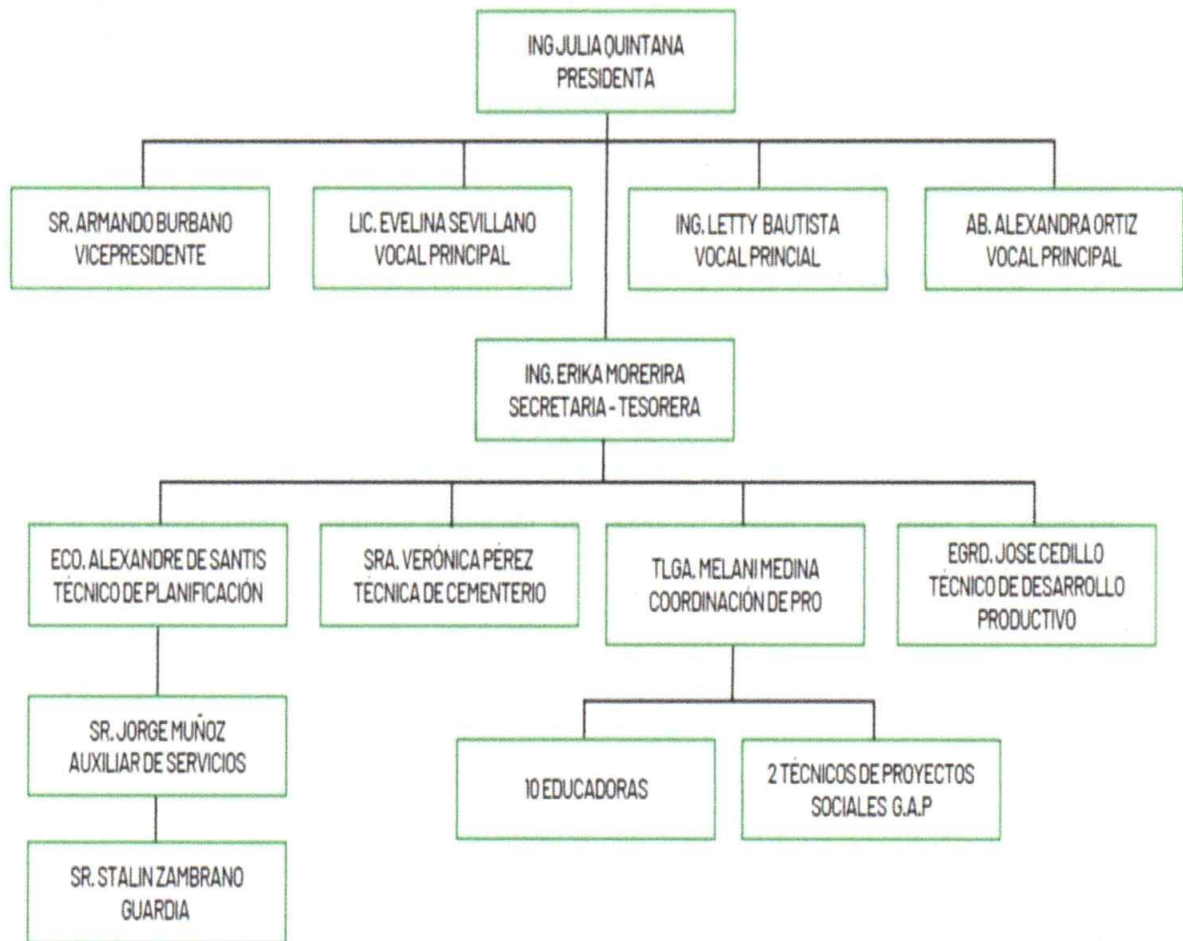 ING JULIA QUINTANA
PRESIDENTA
SR. ARMANDO BURBANO
VICEPRESIDENTE
LIC. EVELINA SEVILLANO
VOCAL PRINCIPAL
ING. LETTY BAUTISTA
VOCAL PRINCIAL
AB. ALEXANDRA ORTIZ
VOCAL PRINCIPAL
ING. ERIKA MORERIRA
SECRETARIA - TESORERA
ECO. ALEXANDRE DE SANTIS
TÉCNICO DE PLANIFICACIÓN
SRA. VERÓNICA PÉREZ
TÉCNICA DE CEMENTERIO
TLGA. MELANI MEDINA
COORDINACIÓN DE PRO
EGRD. JOSE CEDILLO
TÉCNICO DE DESARROLLO
PRODUCTIVO
SR. JORGE MUÑOZ
AUXILIAR DE SERVICIOS
10 EDUCADORAS
2 TÉCNICOS DE PROYECTOS
SOCIALES G.A.P
SR. STALIN ZAMBRANO
GUARDIA